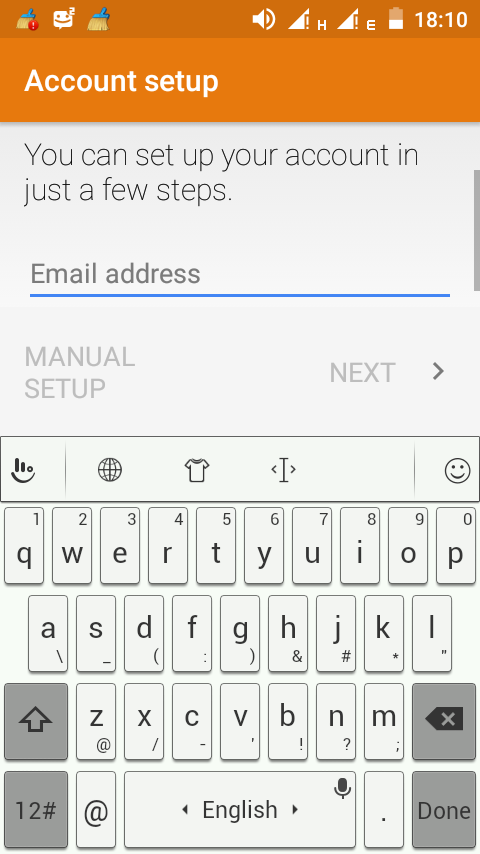 H E 18:10
Account setup
You can set up your account in
just a few steps.
Email address
MANUAL
SETUP
NEXT
1 2 3 4 5 6 7 8 9 0
q w e r t y u i o p
a s d f g h j k l
\ _ ( : ) & # * "
z x c v b n m
@ / - ' ! ? ;
12# @ English . Done